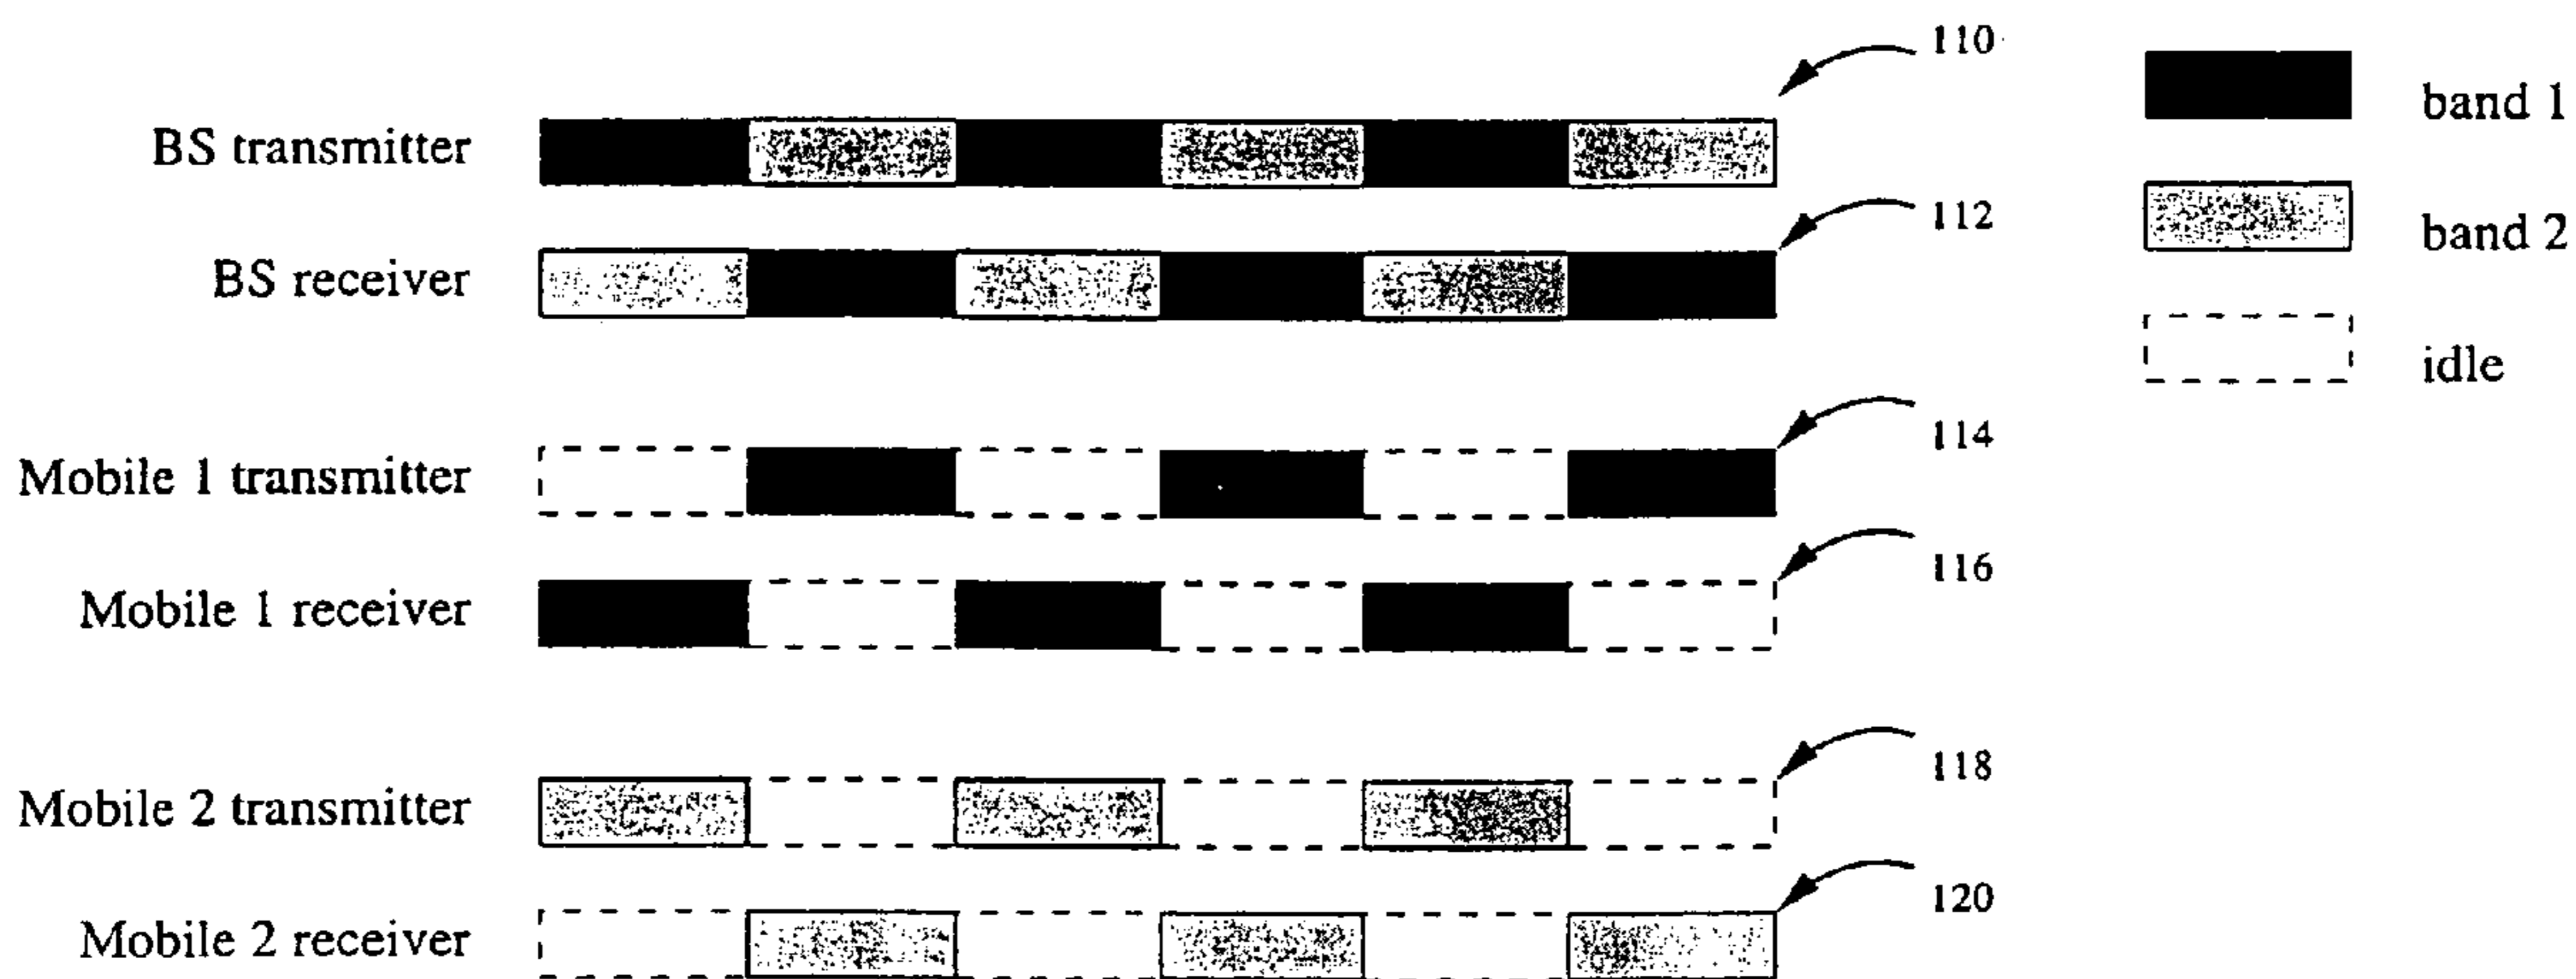 110
band 1
BS transmitter
112
band 2
BS receiver
idle
114
Mobile 1 transmitter
116
Mobile 1 receiver
118
Mobile 2 transmitter
120
Mobile 2 receiver